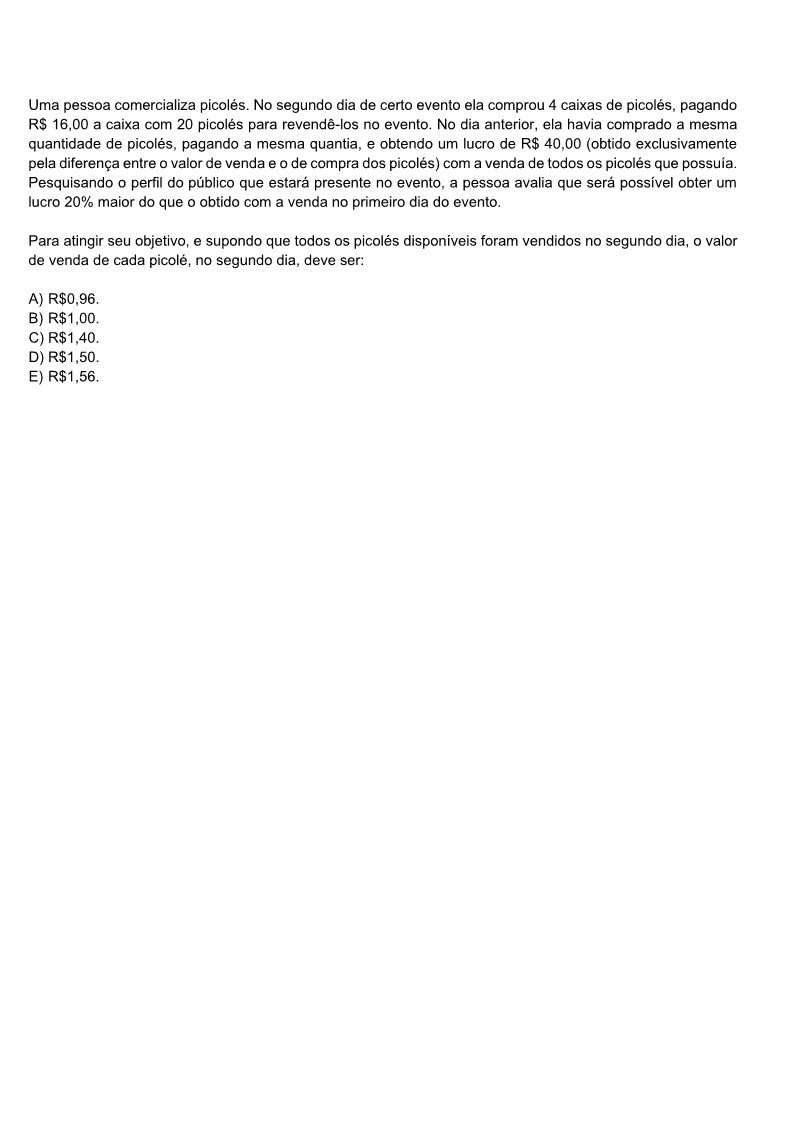 Uma pessoa comercializa picolés. No segundo dia de certo evento ela comprou 4 caixas de picolés, pagando
R$ 16,00 a caixa com 20 picolés para revendê-los no evento. No dia anterior, ela havia comprado a mesma
quantidade de picolés, pagando a mesma quantia, e obtendo um lucro de R$ 40,00 (obtido exclusivamente
pela diferença entre o valor de venda e o de compra dos picolés) com a venda de todos os picolés que possuía.
Pesquisando o perfil do público que estará presente no evento, a pessoa avalia que será possível obter um
lucro 20% maior do que o obtido com a venda no primeiro dia do evento.
Para atingir seu objetivo, e supondo que todos os picolés disponíveis foram vendidos no segundo dia, o valor
de venda de cada picolé, no segundo dia, deve ser:
A) R$0,96.
B) R$1,00.
C) R$1,40.
D) R$1,50.
E) R$1,56.